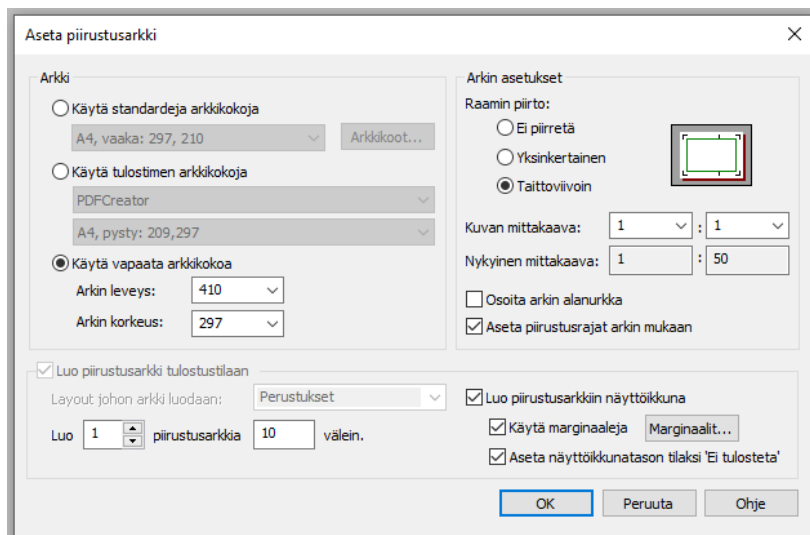 Aseta piirustusarkki
Arkki
Käytä standardeja arkkikokoja
A4, vaaka: 297, 210
Arkkikoot...
Käytä tulostimen arkkikokoja
PDFCreator
A4, pysty: 209,297
Käytä vapaata arkkikokoa
Arkin leveys: 410
Arkin korkeus: 297
Arkin asetukset
Raamin piirto:
Ei piirretä
Yksinkertainen
Taittoviivoin
Kuvan mittakaava: 1 : 1
Nykyinen mittakaava: 1 : 50
Osoita arkin alanurkka
Aseta piirustusrajat arkin mukaan
Luo piirustusarkki tulostustilaan
Layout johon arkki luodaan: Perustukset
Luo 1 piirustusarkkia 10 välein.
Luo piirustusarkkiin näyttöikkuna
Käytä marginaaleja Marginaalit...
Aseta näyttöikkunatason tilaksi 'Ei tulosteta'
OK Peruuta Ohje